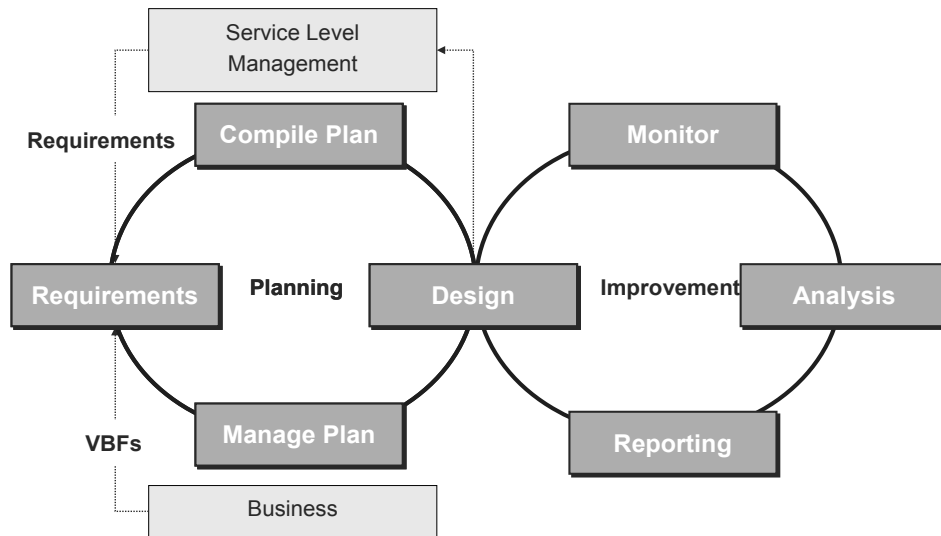 Service Level
Management
Compile Plan
Monitor
Requirements
Requirements
Planning
Design
Improvement
Analysis
Manage Plan
VBFs
Reporting
Business